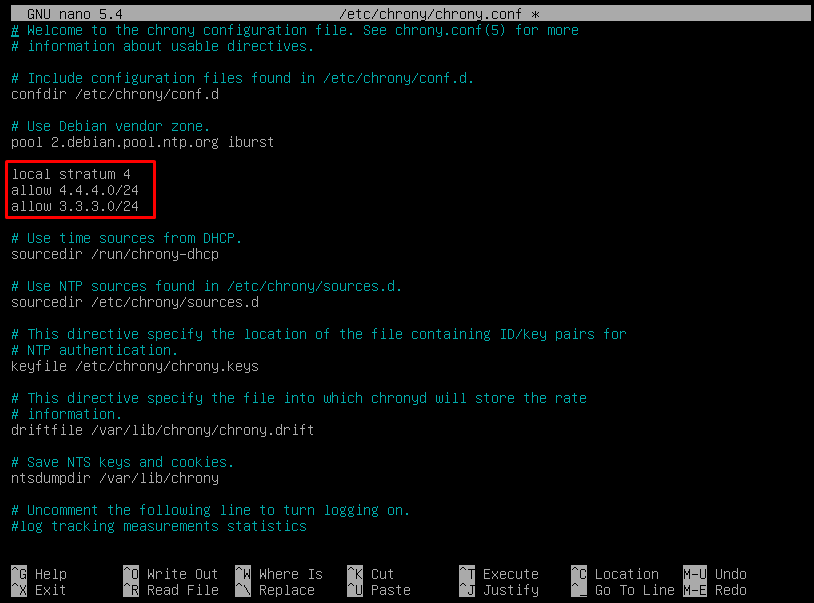 GNU nano 5.4 /etc/chrony/chrony.conf *
# Welcome to the chrony configuration file. See chrony.conf(5) for more
# information about usable directives.
# Include configuration files found in /etc/chrony/conf.d.
confdir /etc/chrony/conf.d
# Use Debian vendor zone.
pool 2.debian.pool.ntp.org iburst
local stratum 4
allow 4.4.4.0/24
allow 3.3.3.0/24
# Use time sources from DHCP.
sourcedir /run/chrony-dhcp
# Use NTP sources found in /etc/chrony/sources.d.
sourcedir /etc/chrony/sources.d
# This directive specify the location of the file containing ID/key pairs for
# NTP authentication.
keyfile /etc/chrony/chrony.keys
# This directive specify the file into which chronyd will store the rate
# information.
driftfile /var/lib/chrony/chrony.drift
# Save NTS keys and cookies.
ntsdumpdir /var/lib/chrony
# Uncomment the following line to turn logging on.
#log tracking measurements statistics
^G Help ^O Write Out ^W Where Is ^K Cut ^T Execute ^C Location M-U Undo
^X Exit ^R Read File ^\ Replace ^U Paste ^J Justify ^_ Go To Line M-E Redo